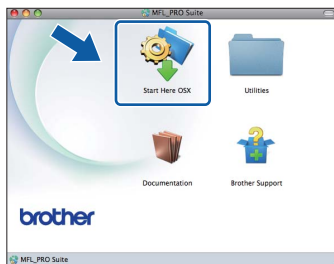 MFL_PRO Suite
Start Here OSX
Utilities
Documentation
Brother Support
brother
MFL_PRO Suite